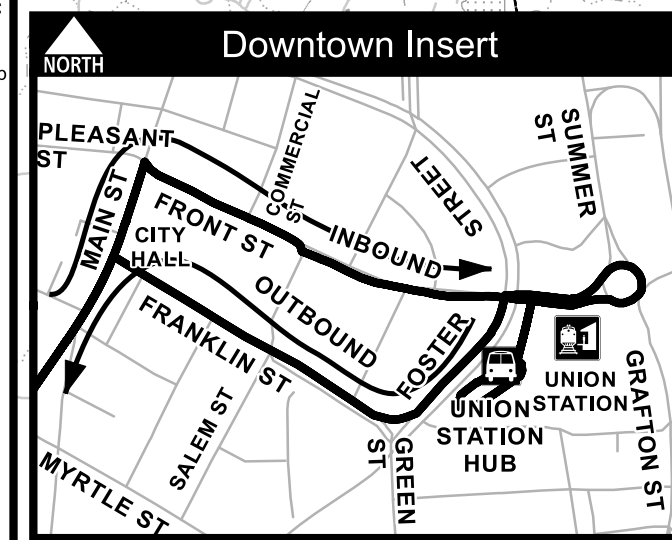 Downtown Insert
NORTH
PLEASANT
ST
MAIN ST
COMMERCIAL
ST
FRONT ST
CITY
HALL
INBOUND
OUTBOUND
STREET
SUMMER
ST
FRANKLIN ST
FOSTER
SALEM ST
MYRTLE ST
GREEN
ST
UNION
STATION
HUB
UNION
STATION
GRAFTON ST